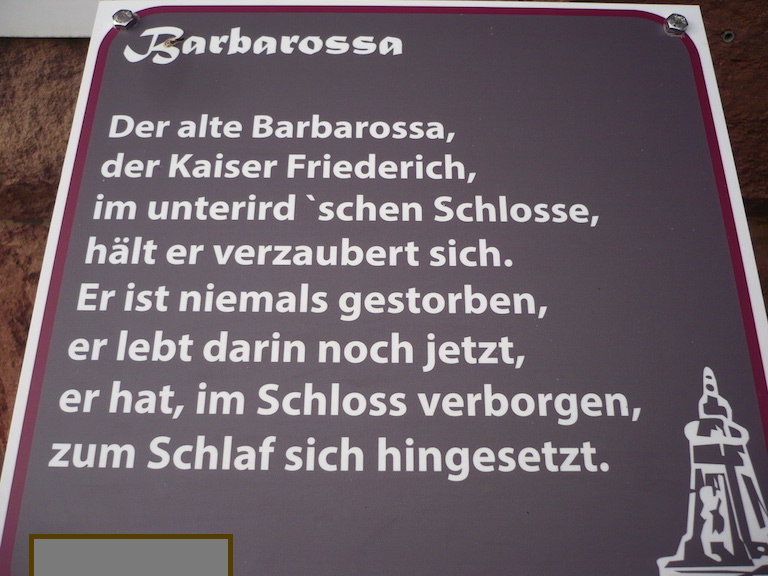 Barbarossa
Der alte Barbarossa,
der Kaiser Friederich,
im unterird `schen Schlosse,
hält er verzaubert sich.
Er ist niemals gestorben,
er lebt darin noch jetzt,
er hat, im Schloss verborgen,
zum Schlaf sich hingesetzt.